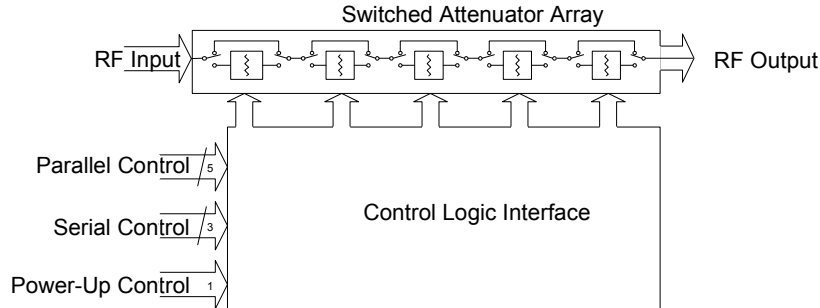 Switched Attenuator Array
RF Input
RF Output
Parallel Control
5
Serial Control
3
Control Logic Interface
Power-Up Control
1